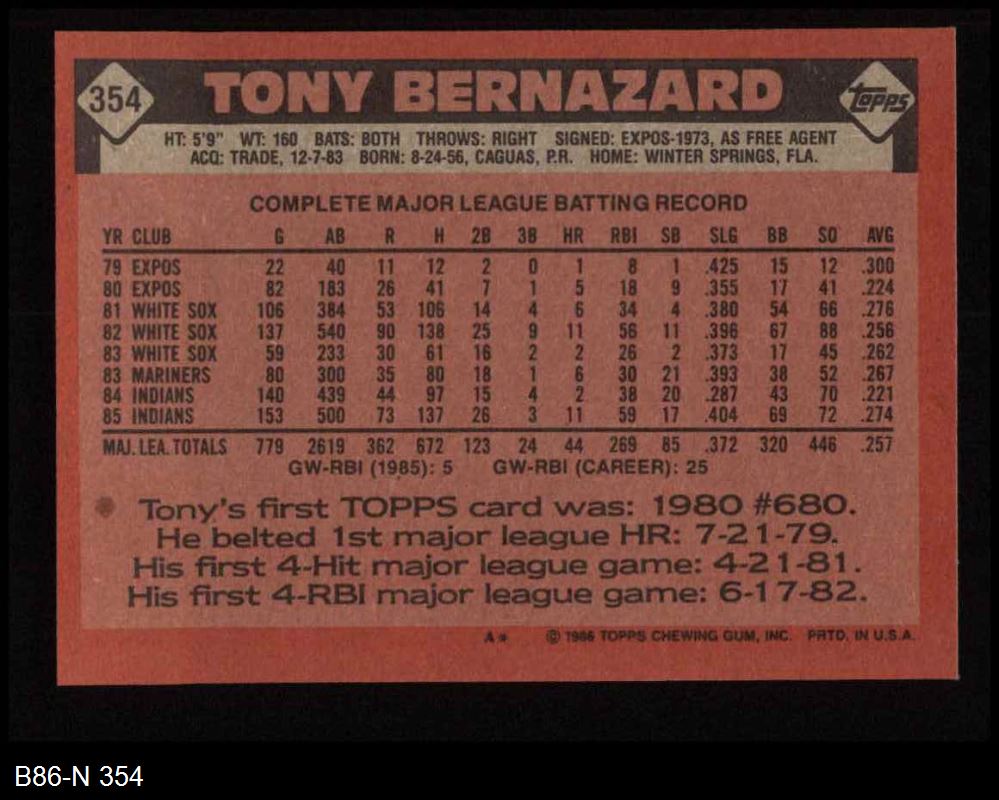 354 TONY BERNAZARD Topps
HT: 5'9" WT: 160 BATS: BOTH THROWS: RIGHT SIGNED: EXPOS-1973, AS FREE AGENT
ACQ: TRADE, 12-7-83 BORN: 8-24-56, CAGUAS, P.R. HOME: WINTER SPRINGS, FLA.
COMPLETE MAJOR LEAGUE BATTING RECORD
YR CLUB G AB R H 2B 3B HR RBI SB SLG BB SO AVG
79 EXPOS 22 40 11 12 2 0 1 8 1 .425 15 12 .300
80 EXPOS 82 183 26 41 7 1 5 18 9 .355 17 41 .224
81 WHITE SOX 106 384 53 106 14 4 6 34 4 .380 54 66 .276
82 WHITE SOX 137 540 90 138 25 9 11 56 11 .396 67 88 .256
83 WHITE SOX 59 233 30 61 16 2 2 26 2 .373 17 45 .262
83 MARINERS 80 300 35 80 18 1 6 30 21 .393 38 52 .267
84 INDIANS 140 439 44 97 15 4 2 38 20 .287 43 70 .221
85 INDIANS 153 500 73 137 26 3 11 59 17 .404 69 72 .274
MAJ. LEA. TOTALS 779 2619 362 672 123 24 44 269 85 .372 320 446 .257
GW-RBI (1985): 5 GW-RBI (CAREER): 25
Tony's first TOPPS card was: 1980 #680.
He belted 1st major league HR: 7-21-79.
His first 4-Hit major league game: 4-21-81.
His first 4-RBI major league game: 6-17-82.
A* © 1986 TOPPS CHEWING GUM, INC. PRTD. IN U.S.A.
B86-N 354